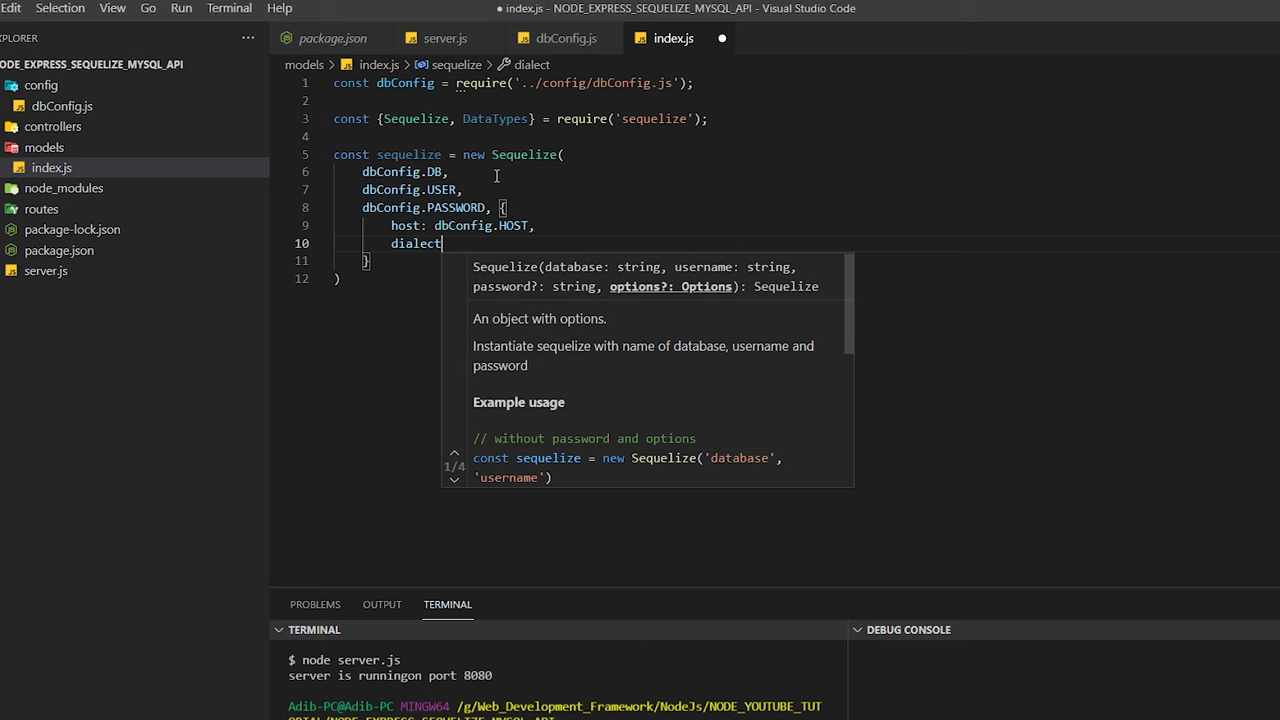 Edit Selection View Go Run Terminal Help
● index.js - NODE_EXPRESS_SEQUELIZE_MYSQL_API - Visual Studio Code
XPLORER ···
package.json server.js dbConfig.js index.js ●
ODE_EXPRESS_SEQUELIZE_MYSQL_API
config
dbConfig.js
controllers
models
index.js
node_modules
routes
package-lock.json
package.json
server.js
models > index.js > sequelize > dialect
1 const dbConfig = require('../config/dbConfig.js');
2
3 const {Sequelize, DataTypes} = require('sequelize');
4
5 const sequelize = new Sequelize(
6 dbConfig.DB,
7 dbConfig.USER,
8 dbConfig.PASSWORD, {
9 host: dbConfig.HOST,
10 dialect
11 }
12 )
Sequelize(database: string, username: string,
password?: string, options?: Options): Sequelize
An object with options.
Instantiate sequelize with name of database, username and
password
Example usage
// without password and options
1/4
const sequelize = new Sequelize('database',
'username')
PROBLEMS OUTPUT TERMINAL
TERMINAL
$ node server.js
server is runningon port 8080
Adib-PC@Adib-PC MINGW64 /g/Web_Development_Framework/NodeJs/NODE_YOUTUBE_TUT
ORIAL/NODE_EXPRESS_SEQUELIZE_MYSQL_API
DEBUG CONSOLE